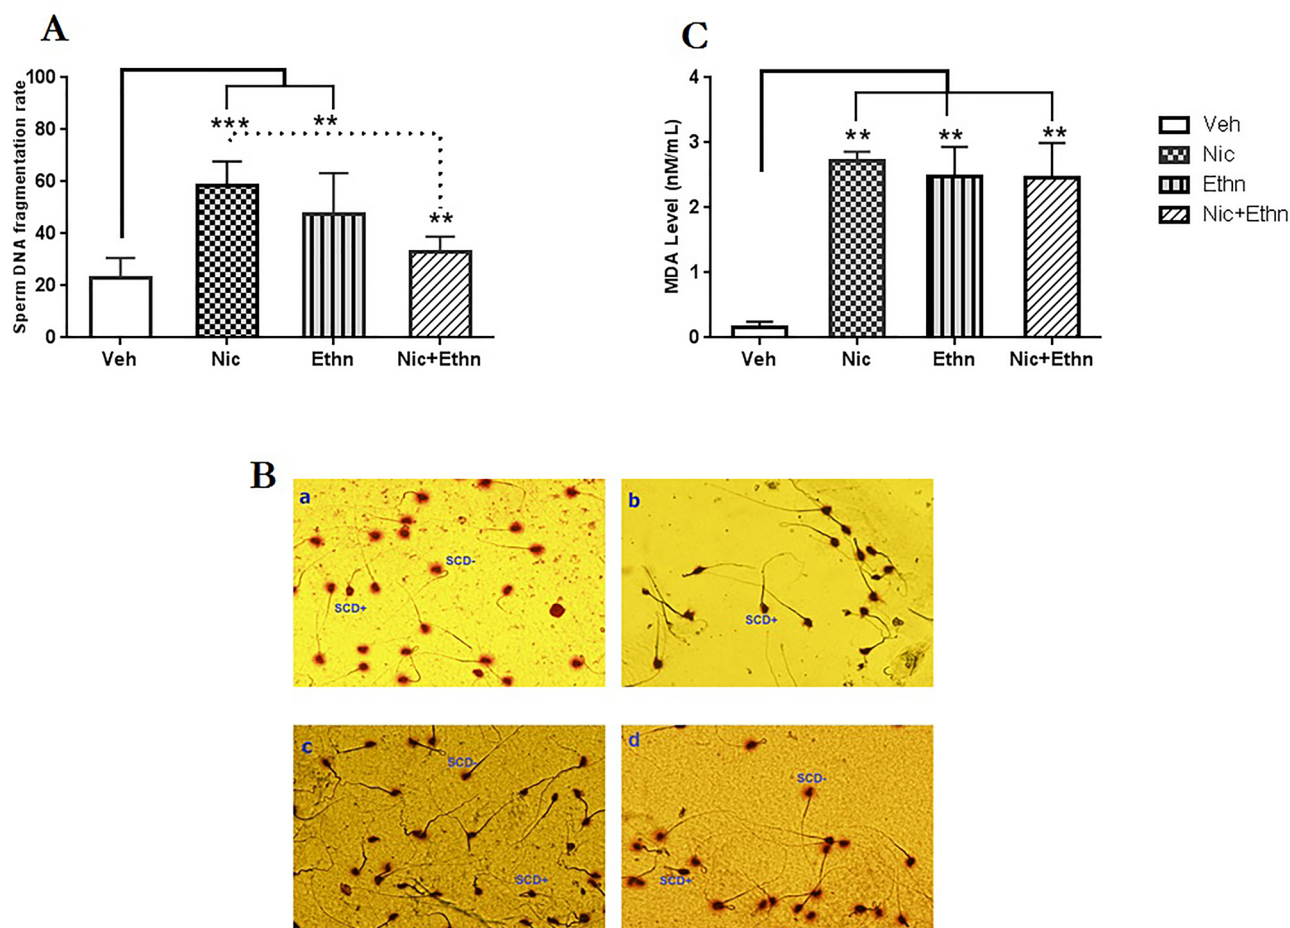 A
Sperm DNA fragmentation rate
100
80
60
40
20
0
***
**
**
Veh
Nic
Ethn
Nic+Ethn
C
MDA Level (nM/mL)
4
3
2
1
0
**
**
**
Veh
Nic
Ethn
Nic+Ethn
Veh
Nic
Ethn
Nic+Ethn
B
a
SCD-
SCD+
b
SCD+
c
SCD-
SCD+
d
SCD-
SCD+